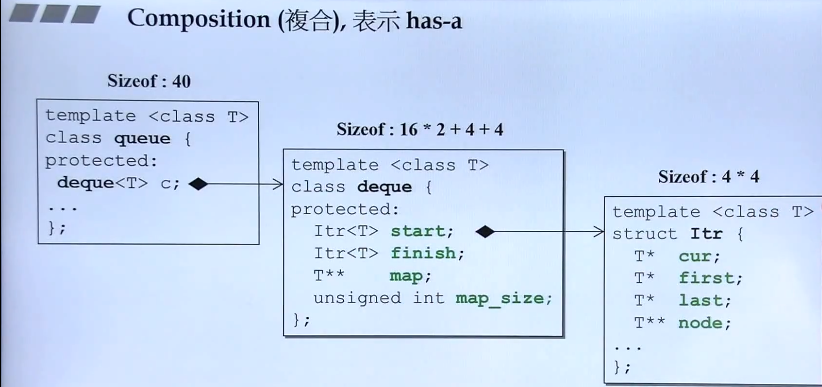 Composition (複合), 表示 has-a
Sizeof : 40
template <class T>
class queue {
protected:
deque<T> c;
...
};
Sizeof : 16 * 2 + 4 + 4
template <class T>
class deque {
protected:
Itr<T> start;
Itr<T> finish;
T** map;
unsigned int map_size;
};
Sizeof : 4 * 4
template <class T>
struct Itr {
T* cur;
T* first;
T* last;
T** node;
...
};